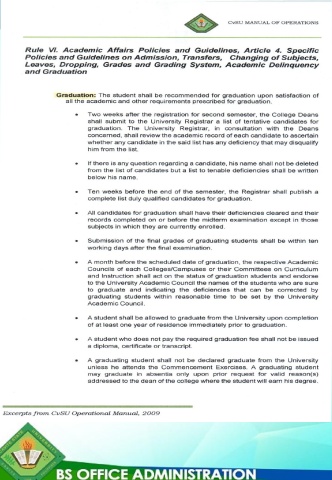 CvSU MANUAL OF OPERATIONS
Rule VI. Academic Affairs Policies and Guidelines, Article 4. Specific
Policies and Guidelines on Admission, Transfers, Changing of Subjects,
Leaves, Dropping, Grades and Grading System, Academic Delinquency
and Graduation
Graduation: The student shall be recommended for graduation upon satisfaction of
all the academic and other requirements prescribed for graduation.
• Two weeks after the registration for second semester, the College Deans
shall submit to the University Registrar a list of tentative candidates for
graduation. The University Registrar, in consultation with the Deans
concerned, shall review the academic record of each candidate to ascertain
whether any candidate in the said list has any deficiency that may disqualify
him from the list.
• If there is any question regarding a candidate, his name shall not be deleted
from the list of candidates but a list to tenable deficiencies shall be written
below his name.
• Ten weeks before the end of the semester, the Registrar shall publish a
complete list duly qualified candidates for graduation.
• All candidates for graduation shall have their deficiencies cleared and their
records completed on or before the midterm examination except in those
subjects in which they are currently enrolled.
• Submission of the final grades of graduating students shall be within ten
working days after the final examination.
• A month before the scheduled date of graduation, the respective Academic
Councils of each Colleges/Campuses or their Committees on Curriculum
and Instruction shall act on the status of graduation students and endorse
to the University Academic Council the names of the students who are sure
to graduate and indicating the deficiencies that can be corrected by
graduating students within reasonable time to be set by the University
Academic Council.
• A student shall be allowed to graduate from the University upon completion
of at least one year of residence immediately prior to graduation.
• A student who does not pay the required graduation fee shall not be issued
a diploma, certificate or transcript.
• A graduating student shall not be declared graduate from the University
unless he attends the Commencement Exercises. A graduating student
may graduate in absentia only upon prior request for valid reason(s)
addressed to the dean of the college where the student will earn his degree.
Excerpts from CvSU Operational Manual, 2009
BS OFFICE ADMINISTRATION